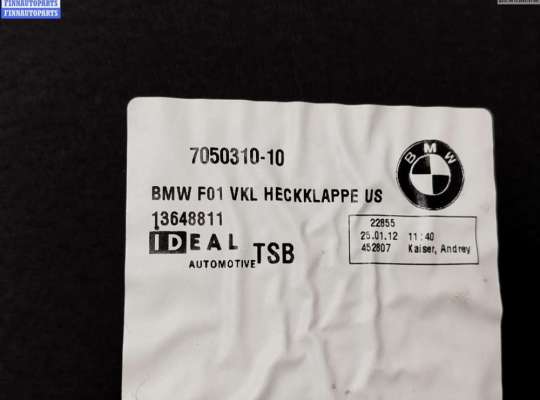 FINNAUTOPARTS
FINNAUTOPARTS
7050310-10
BMW
BMW F01 VKL HECKKLAPPE US
13648811
IDEAL
AUTOMOTIVE TSB
22855
25.01.12 11:40
452807 Kaiser, Andrey